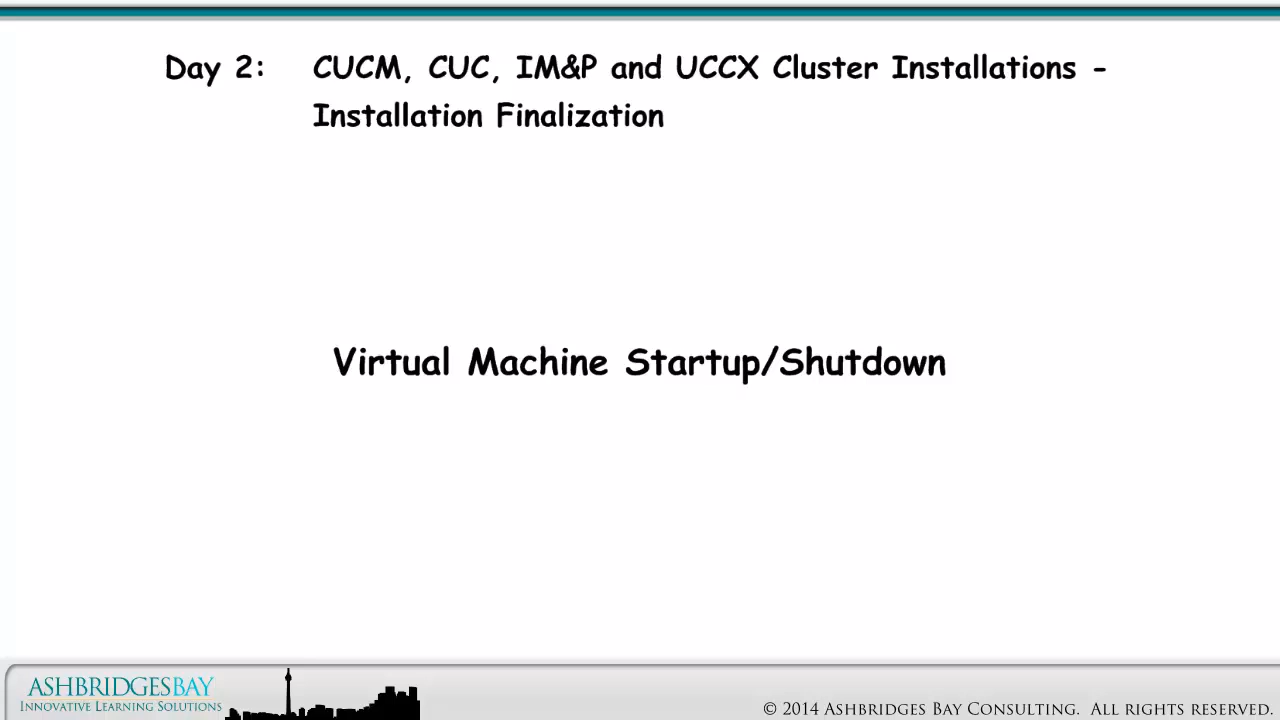 Day 2: CUCM, CUC, IM&P and UCCX Cluster Installations -
Installation Finalization
Virtual Machine Startup/Shutdown
ASHBRIDGESBAY
INNOVATIVE LEARNING SOLUTIONS
© 2014 ASHBRIDGES BAY CONSULTING. ALL RIGHTS RESERVED.